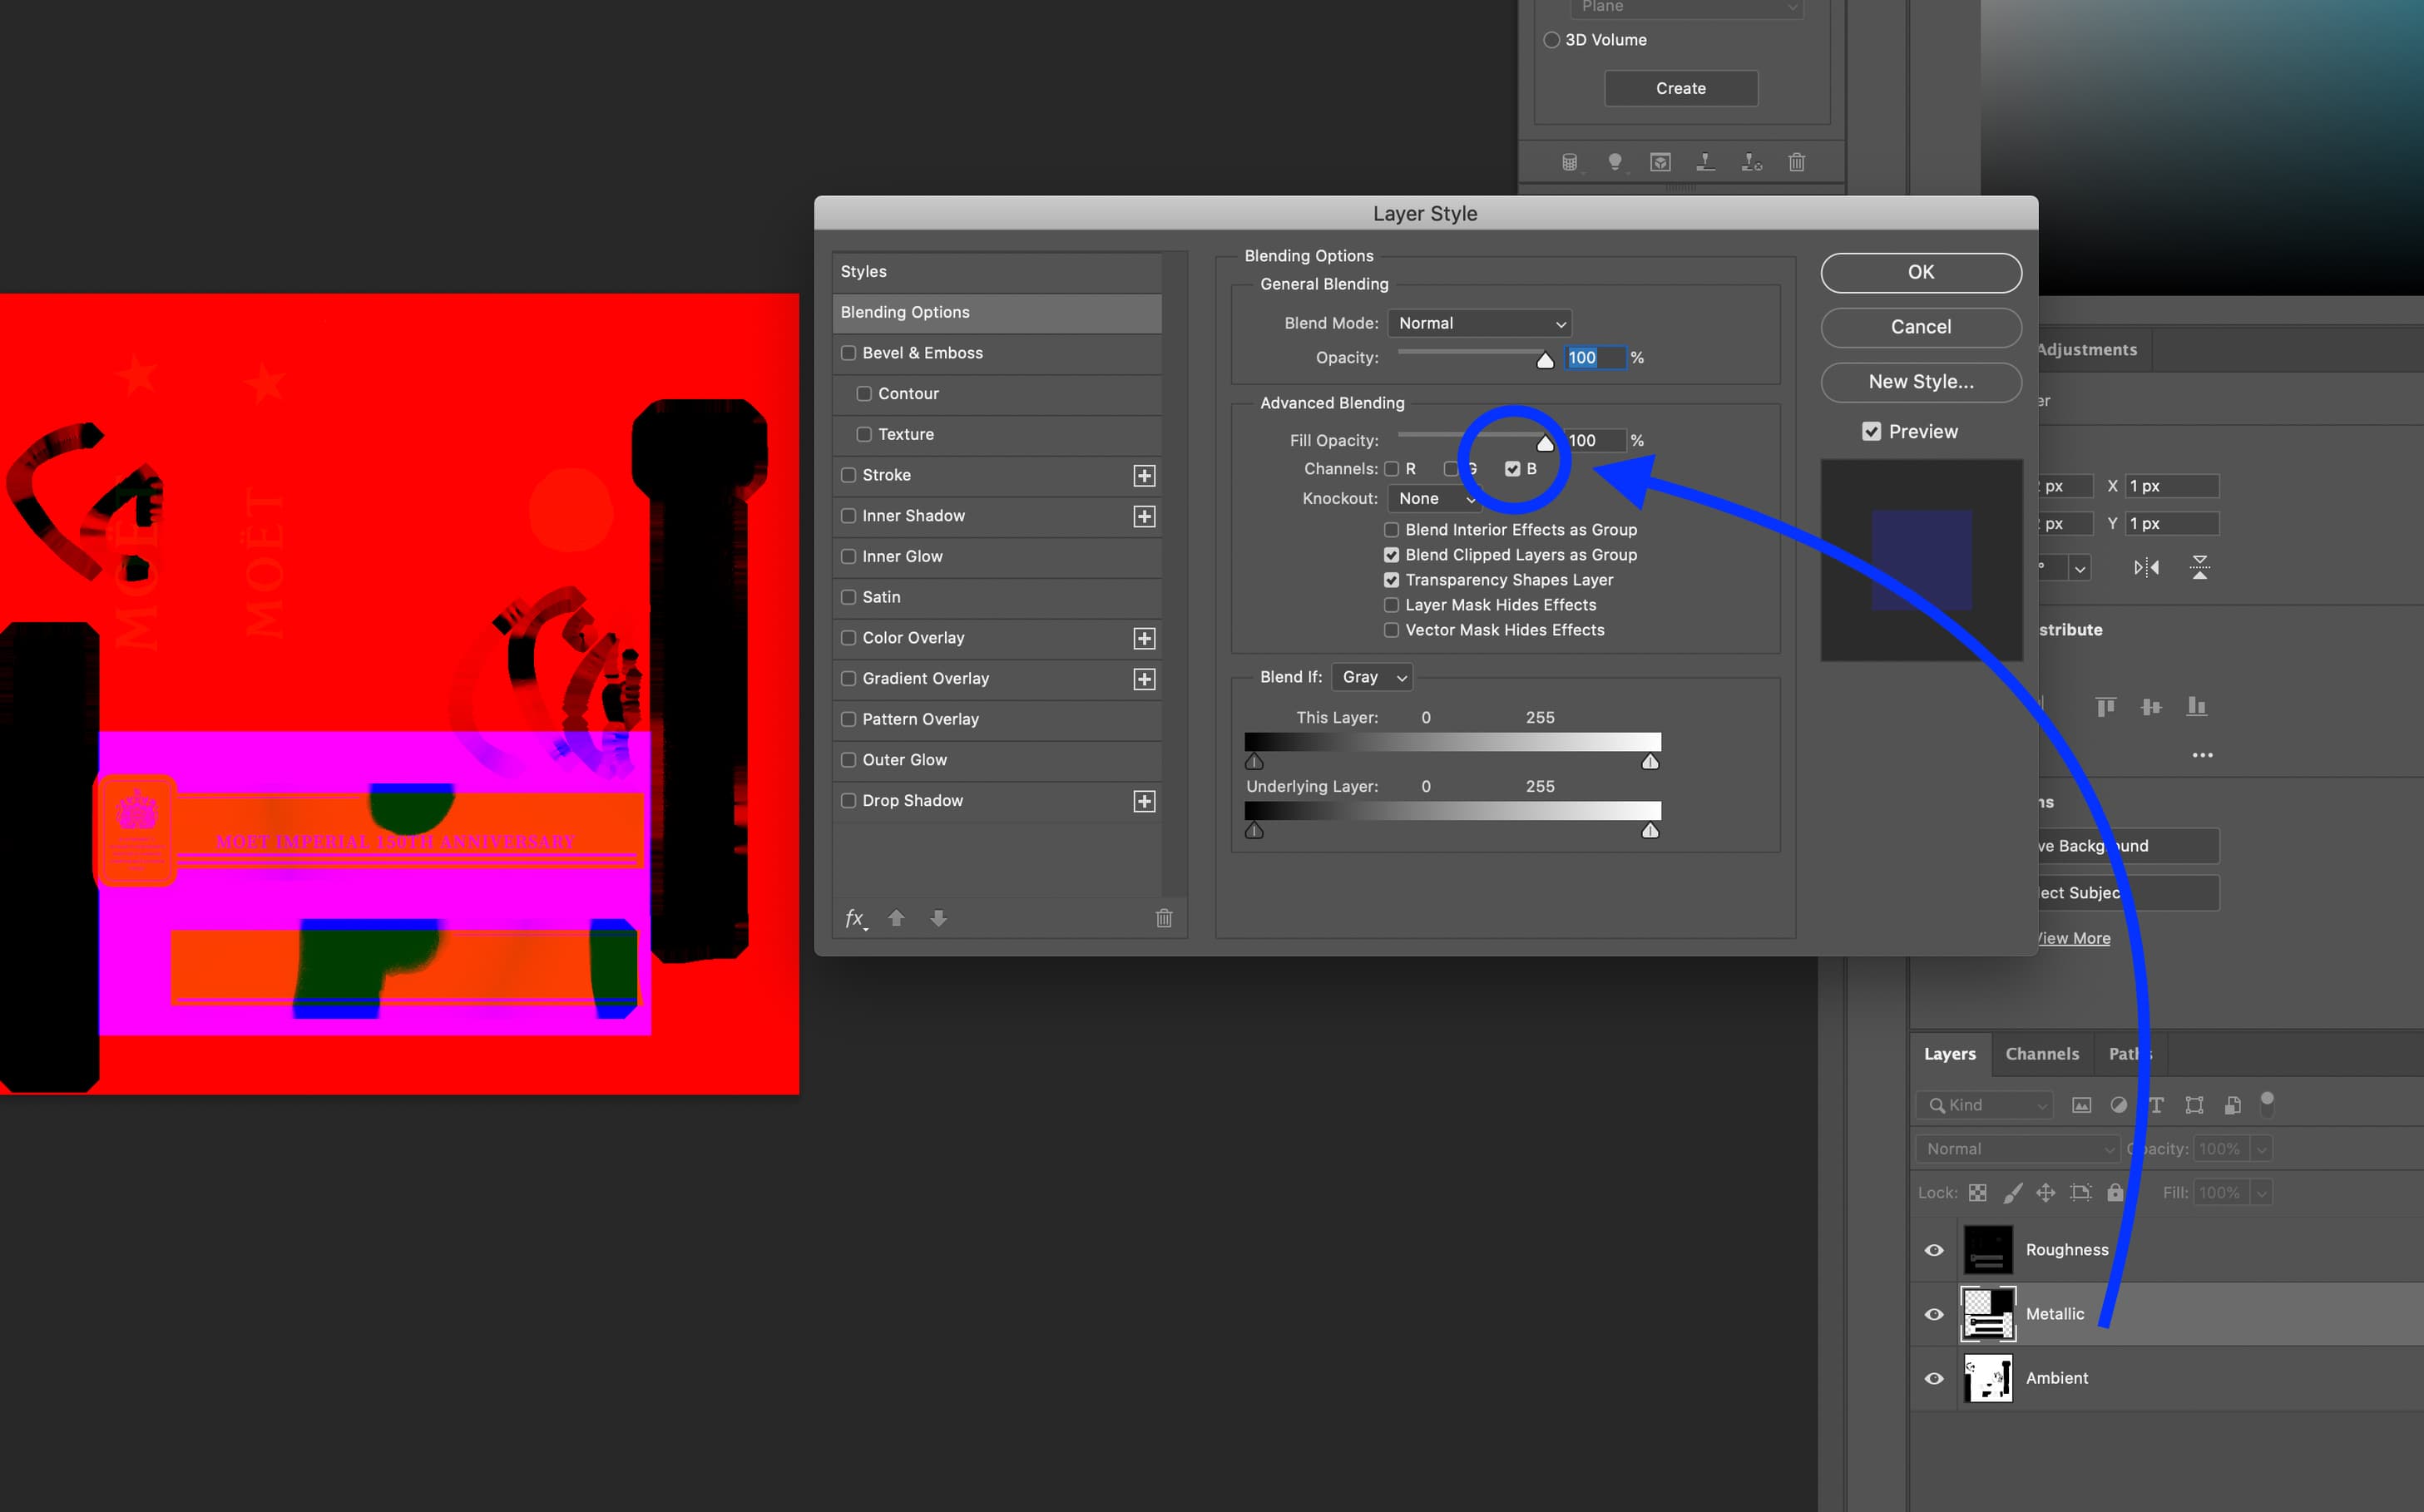 Plane
3D Volume
Create
Layer Style
Styles
Blending Options
Bevel & Emboss
Contour
Texture
Stroke
Inner Shadow
Inner Glow
Satin
Color Overlay
Gradient Overlay
Pattern Overlay
Outer Glow
Drop Shadow
fx
Blending Options
General Blending
Blend Mode: Normal
Opacity: 100 %
Advanced Blending
Fill Opacity: 100 %
Channels: R G B
Knockout: None
Blend Interior Effects as Group
Blend Clipped Layers as Group
Transparency Shapes Layer
Layer Mask Hides Effects
Vector Mask Hides Effects
Blend If: Gray
This Layer: 0 255
Underlying Layer: 0 255
OK
Cancel
New Style...
Preview
MOËT
MOËT
MOET IMPERIAL 150TH ANNIVERSARY
Adjustments
er
px X 1 px
px Y 1 px
stribute
ns
ve Background
lect Subjec
View More
Layers Channels Paths
Kind
Normal Opacity: 100%
Lock: Fill: 100%
Roughness
Metallic
Ambient